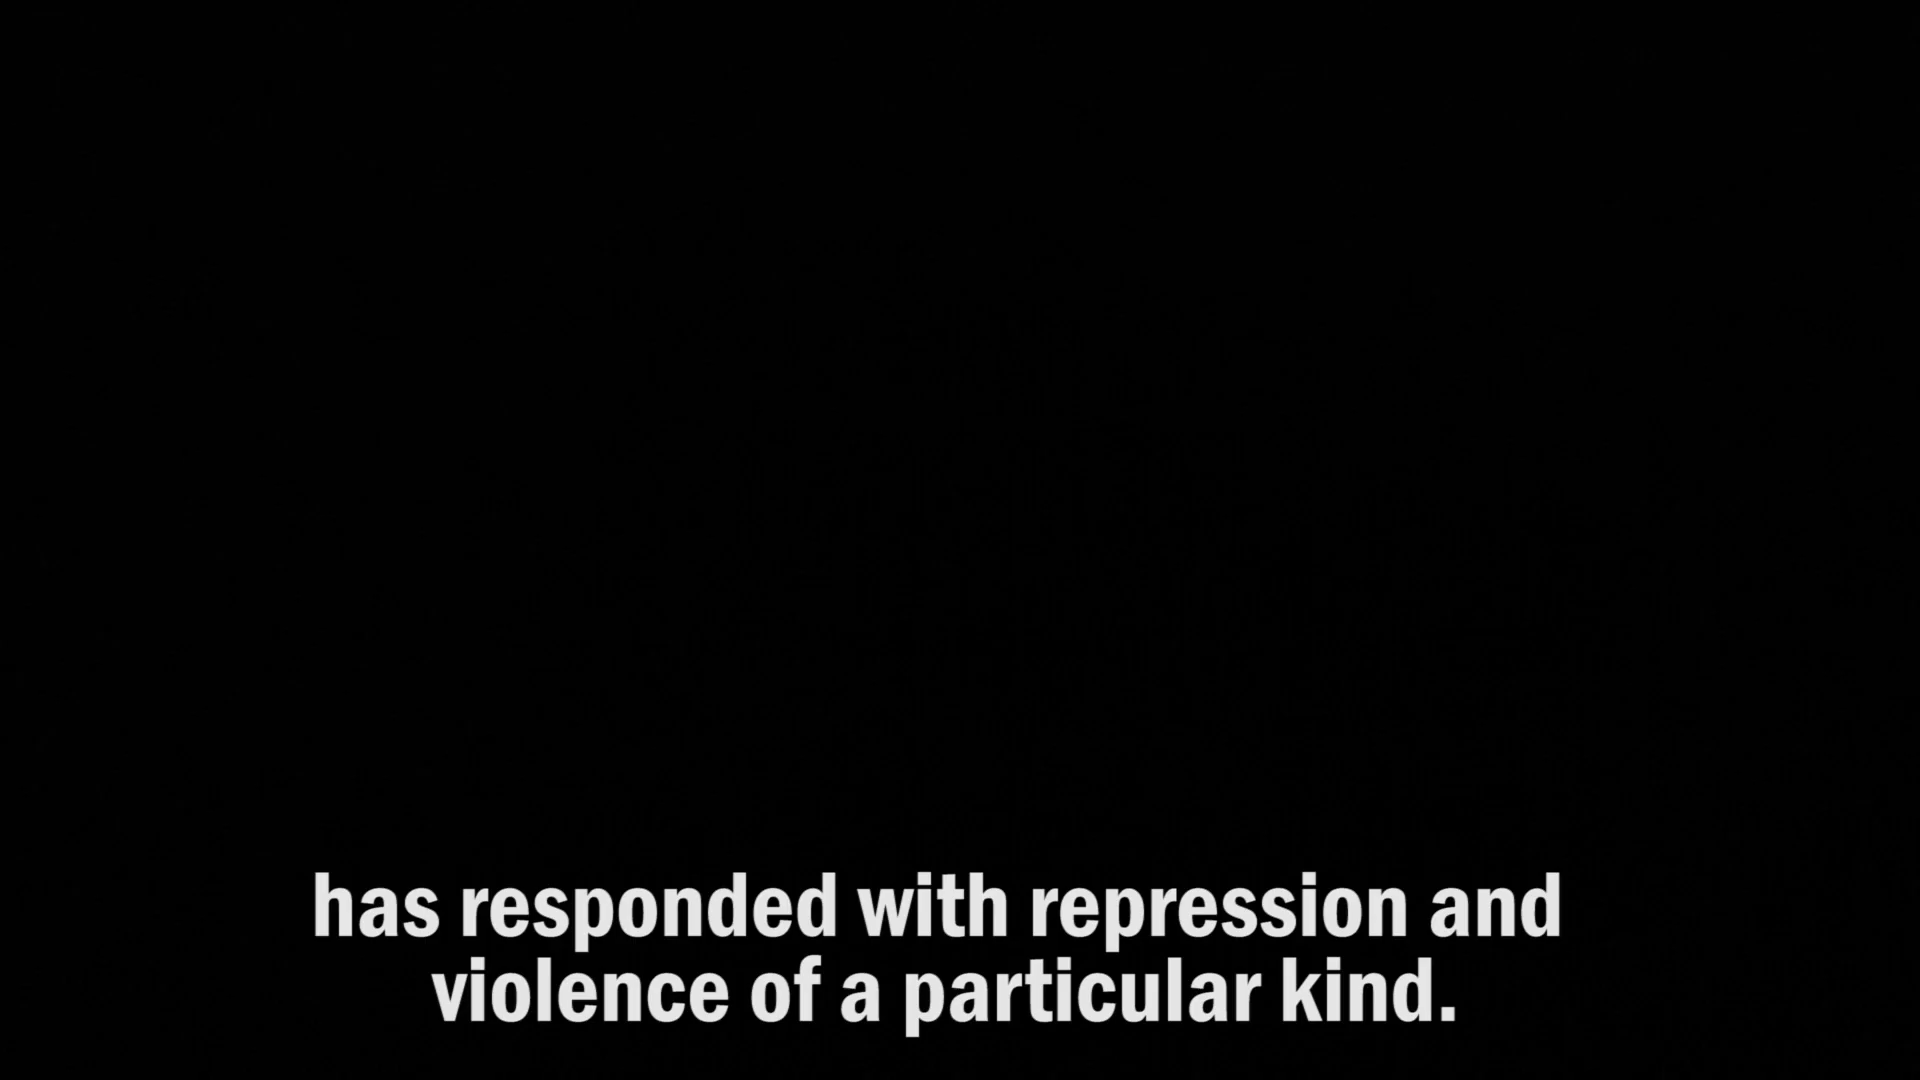 has responded with repression and
violence of a particular kind.